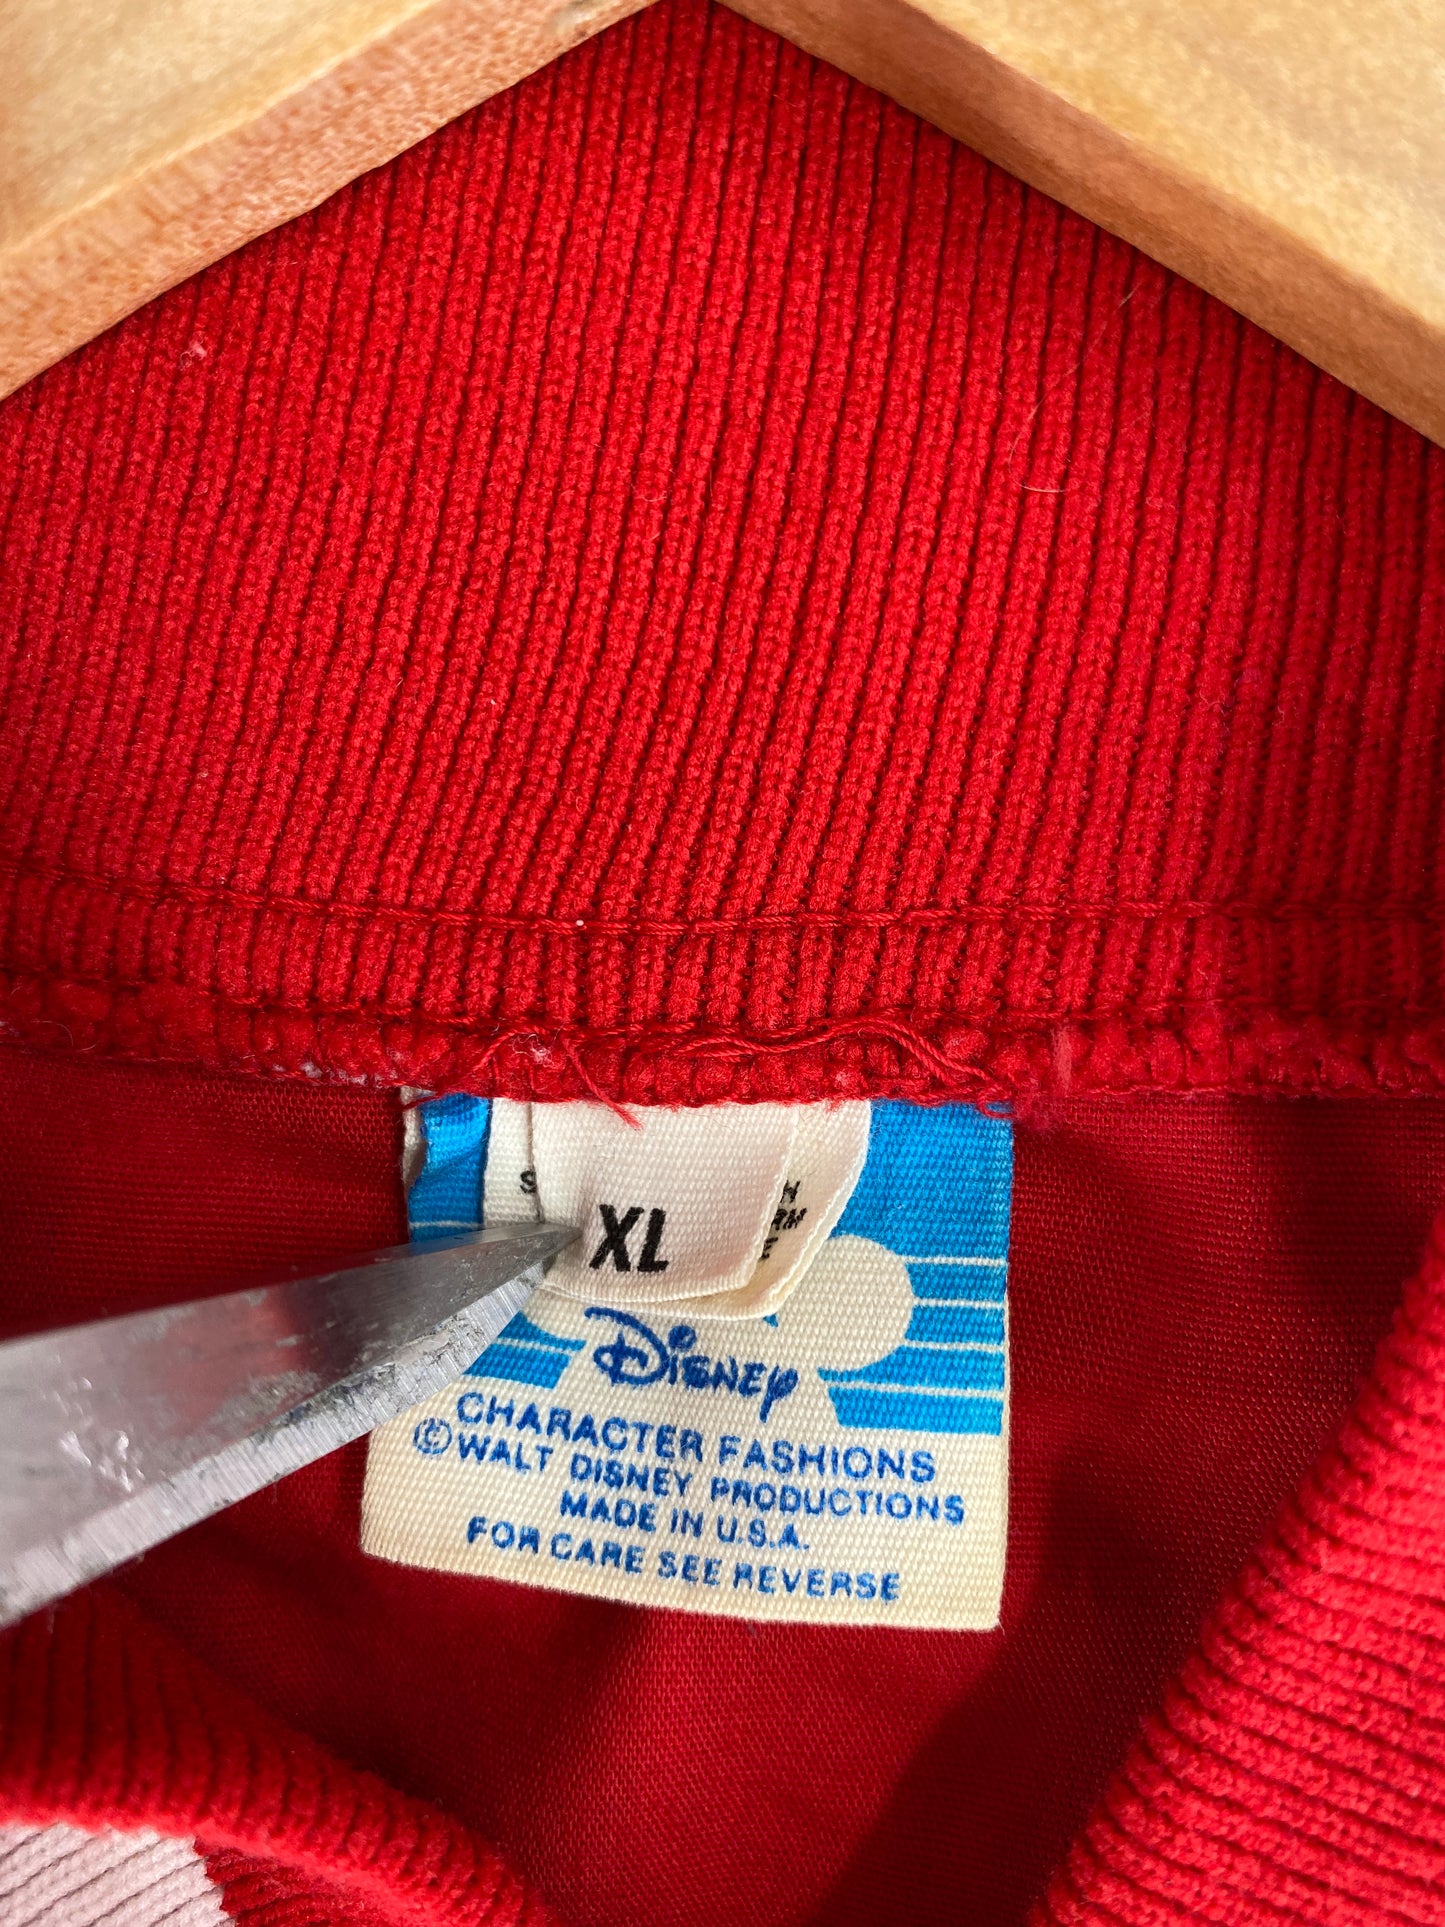 XL
Disney
CHARACTER FASHIONS
© WALT DISNEY PRODUCTIONS
MADE IN U.S.A.
FOR CARE SEE REVERSE